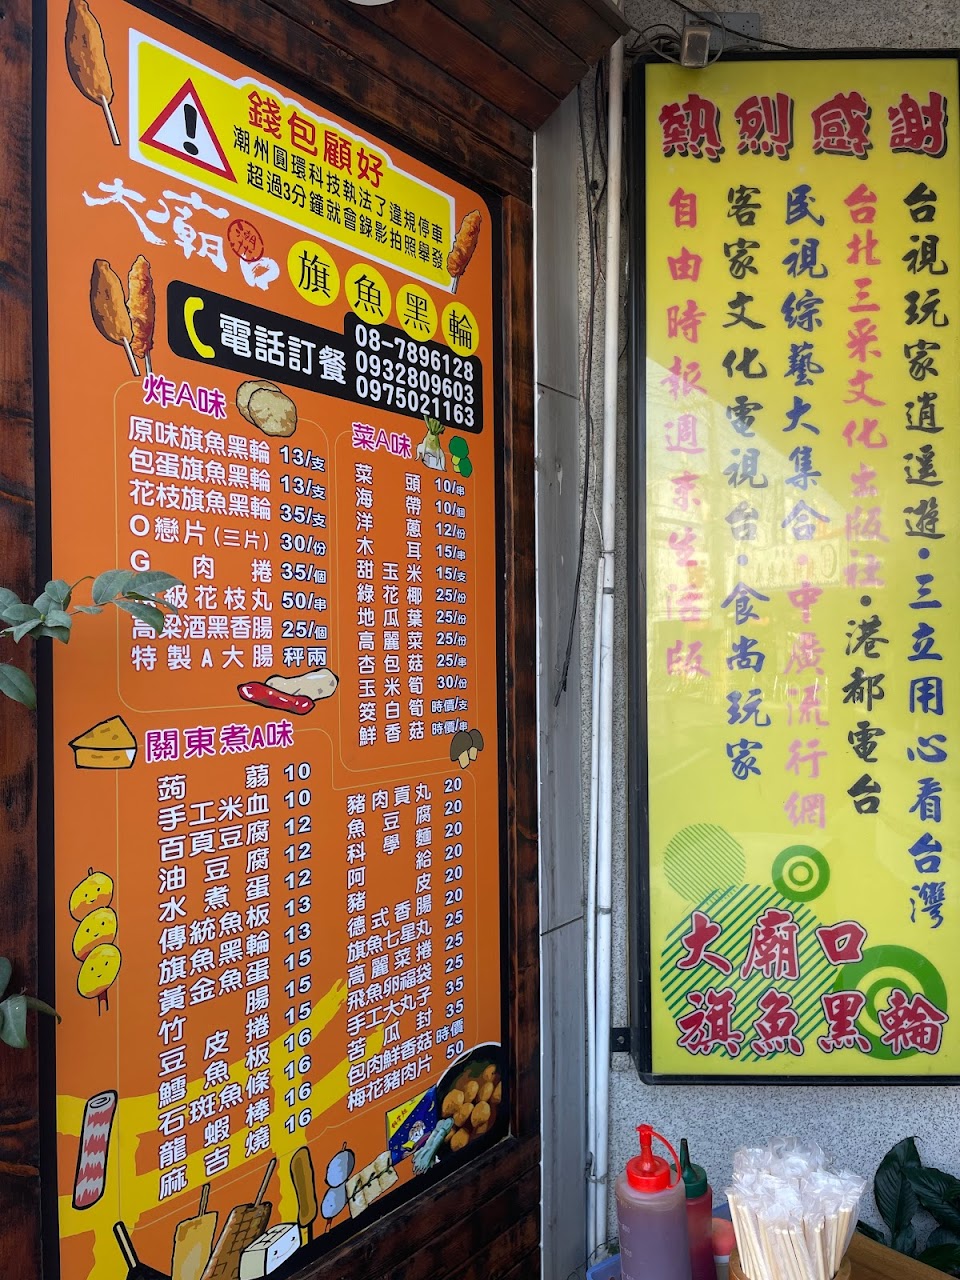 錢包顧好
潮州圓環科技執法了違規停車
超過3分鐘就會錄影拍照舉發
大廟口
旗魚黑輪
電話訂餐
08-7896128
0932809603
0975021163
炸A味
原味旗魚黑輪 13/支
包蛋旗魚黑輪 13/支
花枝旗魚黑輪 35/支
O戀片(三片) 30/份
G肉捲 35/個
級花枝丸 50/串
高粱酒黑香腸 25/個
特製A大腸 秤兩
菜A味
菜頭 10/串
海帶 10/個
洋蔥 12/份
木耳 15/串
甜玉米 15/支
綠花椰 25/份
地瓜葉 25/份
高麗菜 25/份
杏包菇 25/串
玉米筍 30/份
筊白筍 時價/支
鮮香菇 時價/串
關東煮A味
蒟蒻 10
手工米血 10
百頁豆腐 12
油豆腐 12
水煮蛋 12
傳統魚板 13
旗魚黑輪 13
黃金魚蛋 15
竹腸 15
豆皮捲 15
鱈魚板 16
石斑魚條 16
龍蝦棒 16
麻吉燒 16
豬肉貢丸 20
魚豆腐 20
科學麵 20
阿給 20
豬皮 20
德式香腸 20
旗魚七星丸 25
高麗菜捲 25
飛魚卵福袋 25
手工大丸子 35
苦瓜封 35
包肉鮮香菇 時價
梅花豬肉片 50
熱烈感謝
台視玩家逍遥遊·三立用心看台灣
台北三采文化出版社·港都電台
民視綜藝大集合·中廣流行網
客家文化電視台·食尚玩家
自由時報週末生活版
大廟口
旗魚黑輪